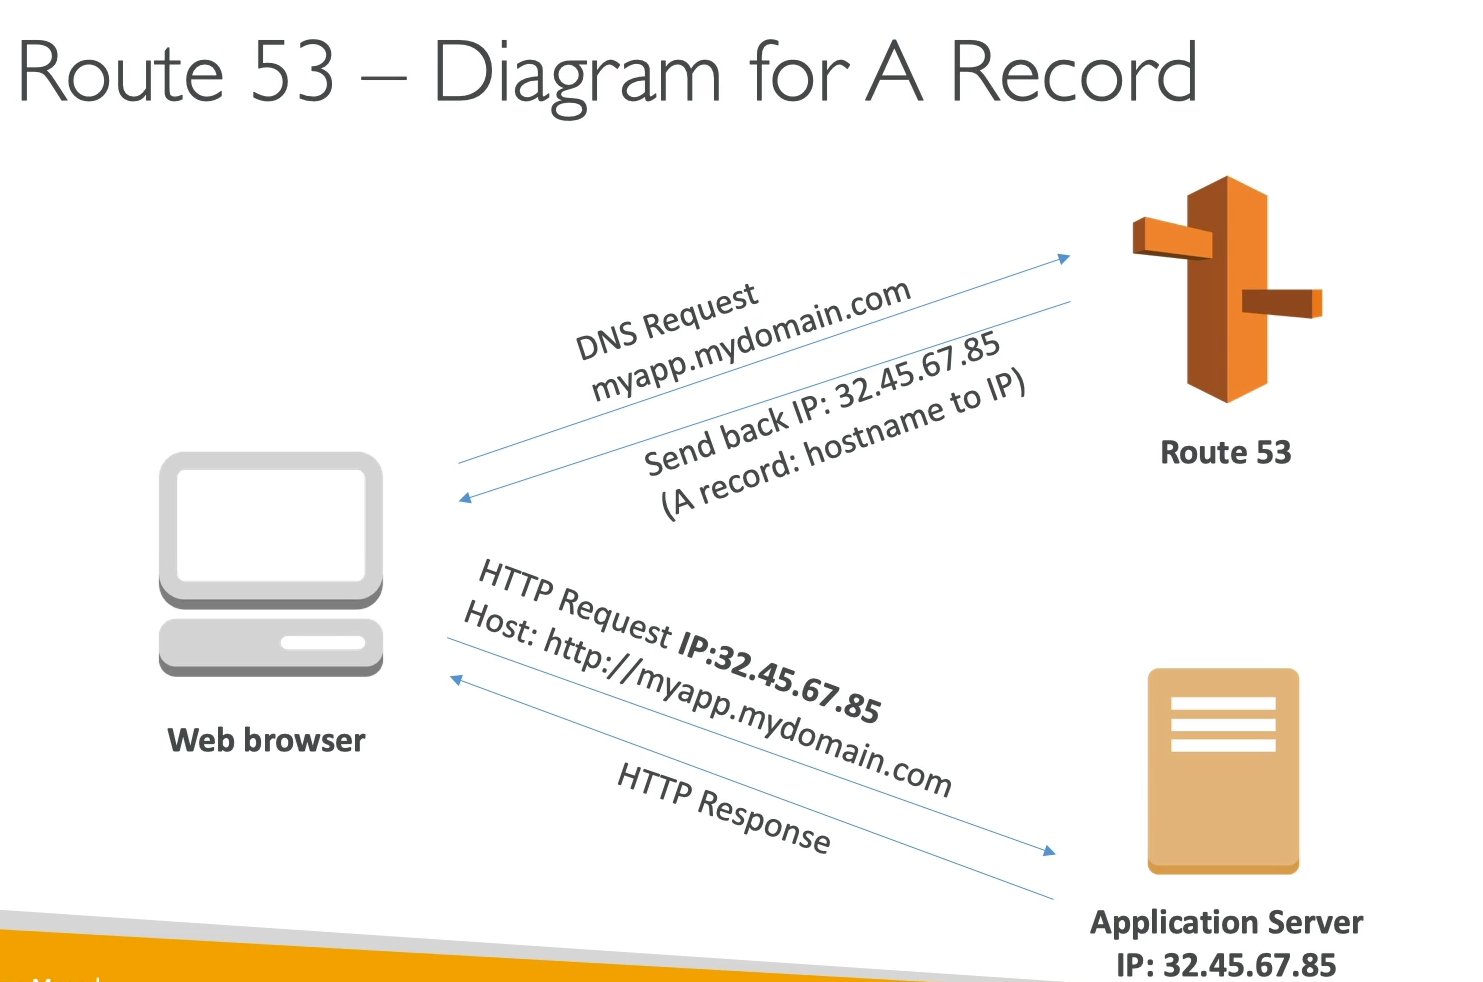 Route 53 – Diagram for A Record
DNS Request
myapp.mydomain.com
Send back IP: 32.45.67.85
(A record: hostname to IP)
Route 53
HTTP Request IP:32.45.67.85
Host: http://myapp.mydomain.com
HTTP Response
Web browser
Application Server
IP: 32.45.67.85